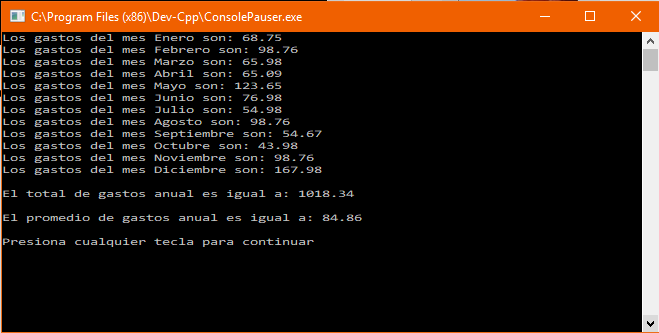 C:\Program Files (x86)\Dev-Cpp\ConsolePauser.exe
Los gastos del mes Enero son: 68.75
Los gastos del mes Febrero son: 98.76
Los gastos del mes Marzo son: 65.98
Los gastos del mes Abril son: 65.09
Los gastos del mes Mayo son: 123.65
Los gastos del mes Junio son: 76.98
Los gastos del mes Julio son: 54.98
Los gastos del mes Agosto son: 98.76
Los gastos del mes Septiembre son: 54.67
Los gastos del mes Octubre son: 43.98
Los gastos del mes Noviembre son: 98.76
Los gastos del mes Diciembre son: 167.98
El total de gastos anual es igual a: 1018.34
El promedio de gastos anual es igual a: 84.86
Presiona cualquier tecla para continuar